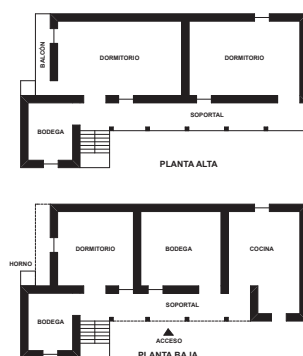 BALCÓN
DORMITORIO
DORMITORIO
SOPORTAL
BODEGA
PLANTA ALTA
DORMITORIO
BODEGA
COCINA
HORNO
SOPORTAL
BODEGA
ACCESO
PLANTA BAJA